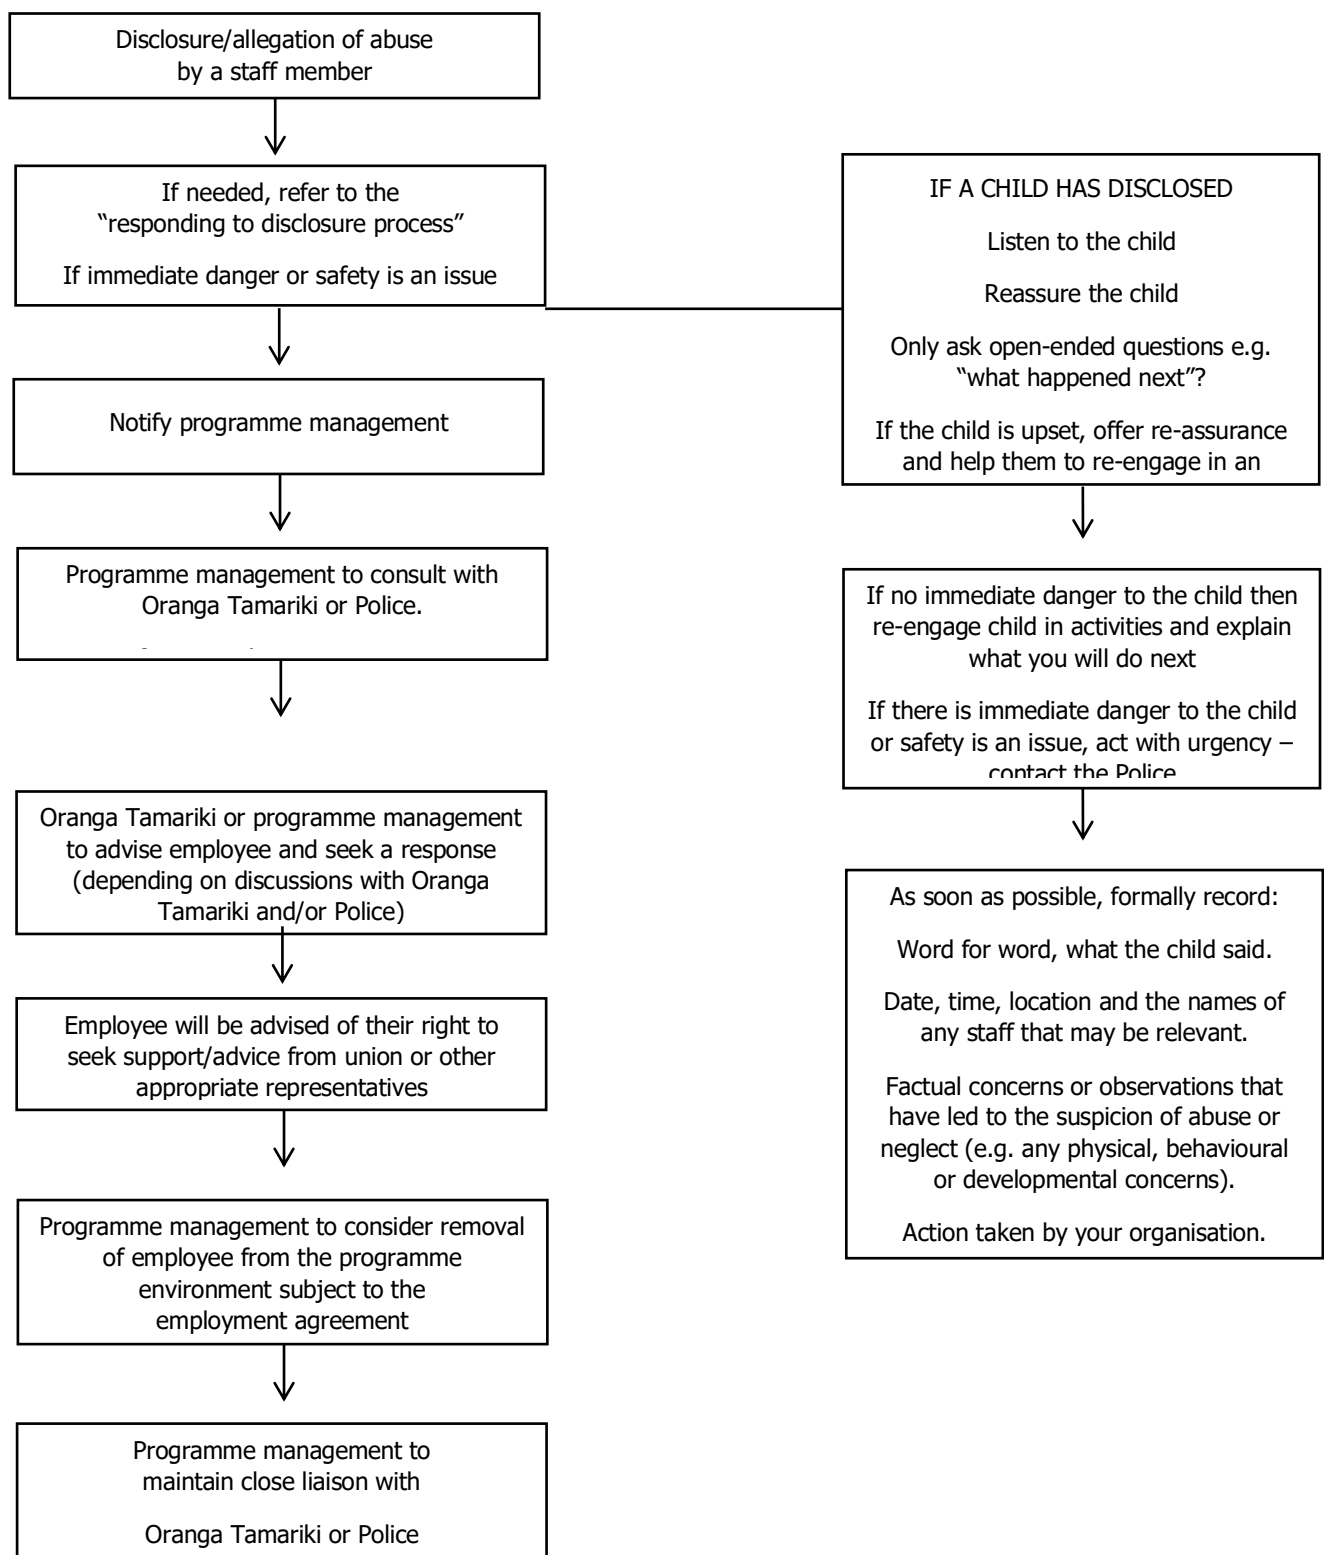 Disclosure/allegation of abuse
by a staff member
If needed, refer to the
“responding to disclosure process”
If immediate danger or safety is an issue
Notify programme management
Programme management to consult with
Oranga Tamariki or Police.
Oranga Tamariki or programme management
to advise employee and seek a response
(depending on discussions with Oranga
Tamariki and/or Police)
Employee will be advised of their right to
seek support/advice from union or other
appropriate representatives
Programme management to consider removal
of employee from the programme
environment subject to the
employment agreement
Programme management to
maintain close liaison with
Oranga Tamariki or Police
IF A CHILD HAS DISCLOSED
Listen to the child
Reassure the child
Only ask open-ended questions e.g.
“what happened next”?
If the child is upset, offer re-assurance
and help them to re-engage in an
If no immediate danger to the child then
re-engage child in activities and explain
what you will do next
If there is immediate danger to the child
or safety is an issue, act with urgency –
contact the Police
As soon as possible, formally record:
Word for word, what the child said.
Date, time, location and the names of
any staff that may be relevant.
Factual concerns or observations that
have led to the suspicion of abuse or
neglect (e.g. any physical, behavioural
or developmental concerns).
Action taken by your organisation.